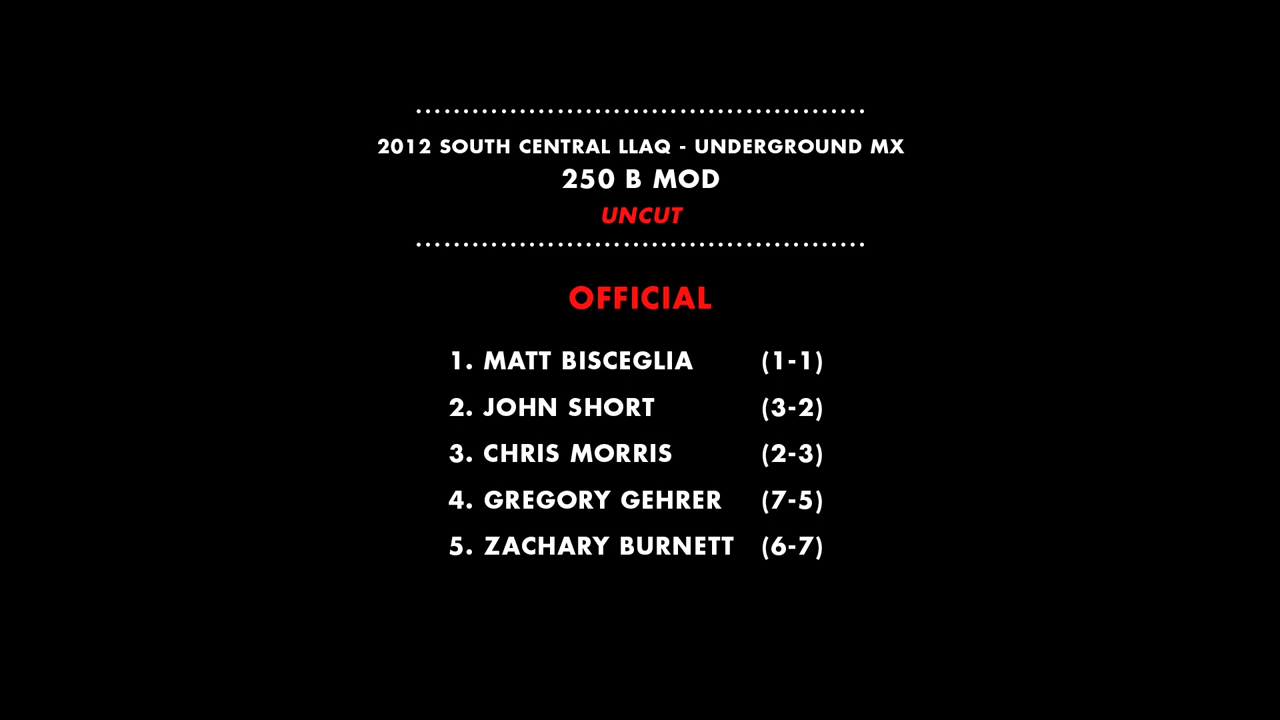 2012 SOUTH CENTRAL LLAQ - UNDERGROUND MX
250 B MOD
UNCUT
OFFICIAL
1. MATT BISCEGLIA (1-1)
2. JOHN SHORT (3-2)
3. CHRIS MORRIS (2-3)
4. GREGORY GEHRER (7-5)
5. ZACHARY BURNETT (6-7)